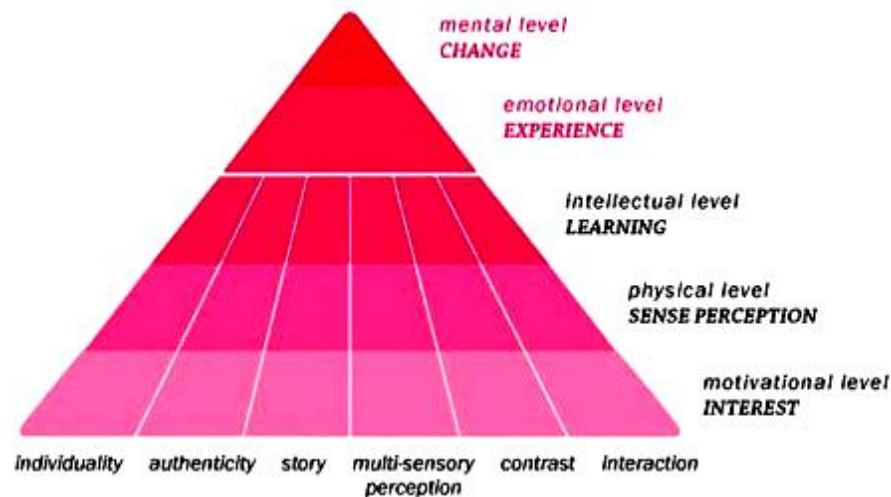 mental level
CHANGE
emotional level
EXPERIENCE
intellectual level
LEARNING
physical level
SENSE PERCEPTION
motivational level
INTEREST
individuality authenticity story multi-sensory contrast interaction
perception